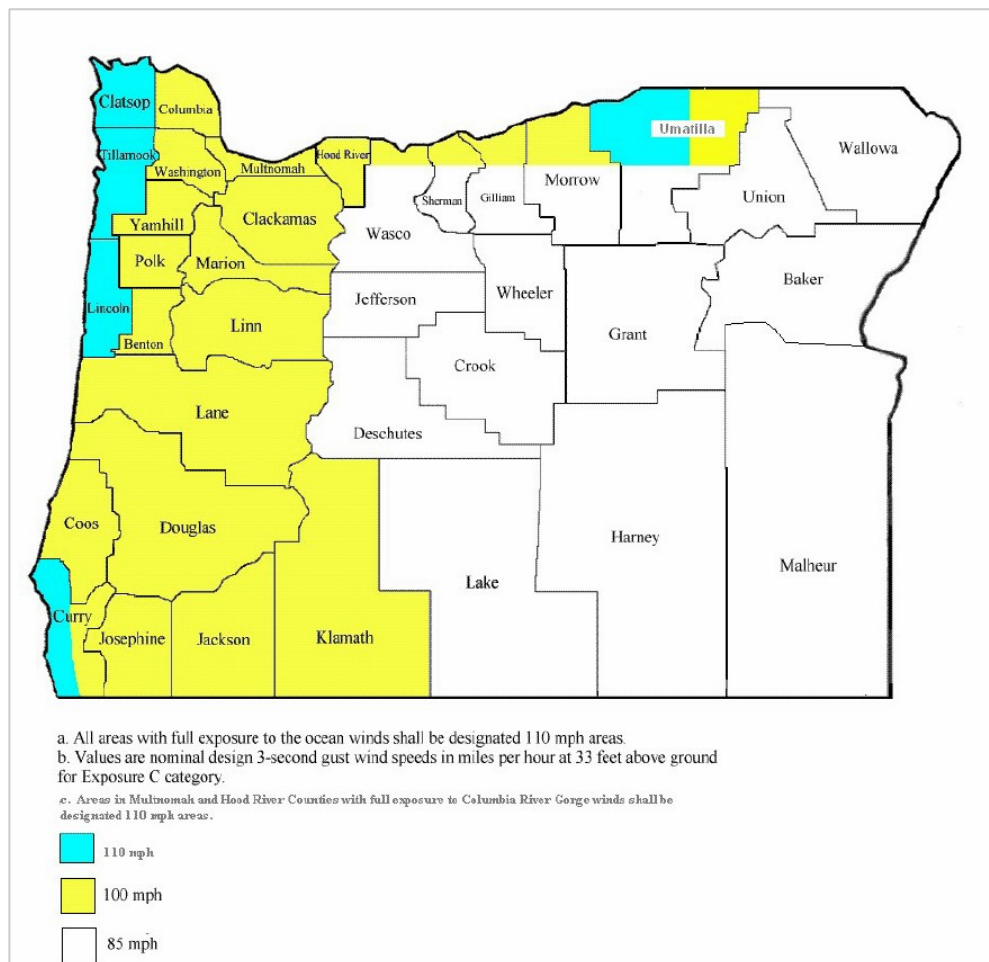 Clatsop
Columbia
Tillamook
Washington
Multnomah
Hood River
Umatilla
Wallowa
Yamhill
Clackamas
Sherman
Gilliam
Morrow
Union
Wasco
Polk
Marion
Baker
Lincoln
Jefferson
Wheeler
Benton
Linn
Grant
Crook
Lane
Deschutes
Coos
Douglas
Harney
Malheur
Lake
Curry
Josephine
Jackson
Klamath
a. All areas with full exposure to the ocean winds shall be designated 110 mph areas.
b. Values are nominal design 3-second gust wind speeds in miles per hour at 33 feet above ground
for Exposure C category.
c. Areas in Multnomah and Hood River Counties with full exposure to Columbia River Gorge winds shall be
designated 110 mph areas.
110 mph
100 mph
85 mph